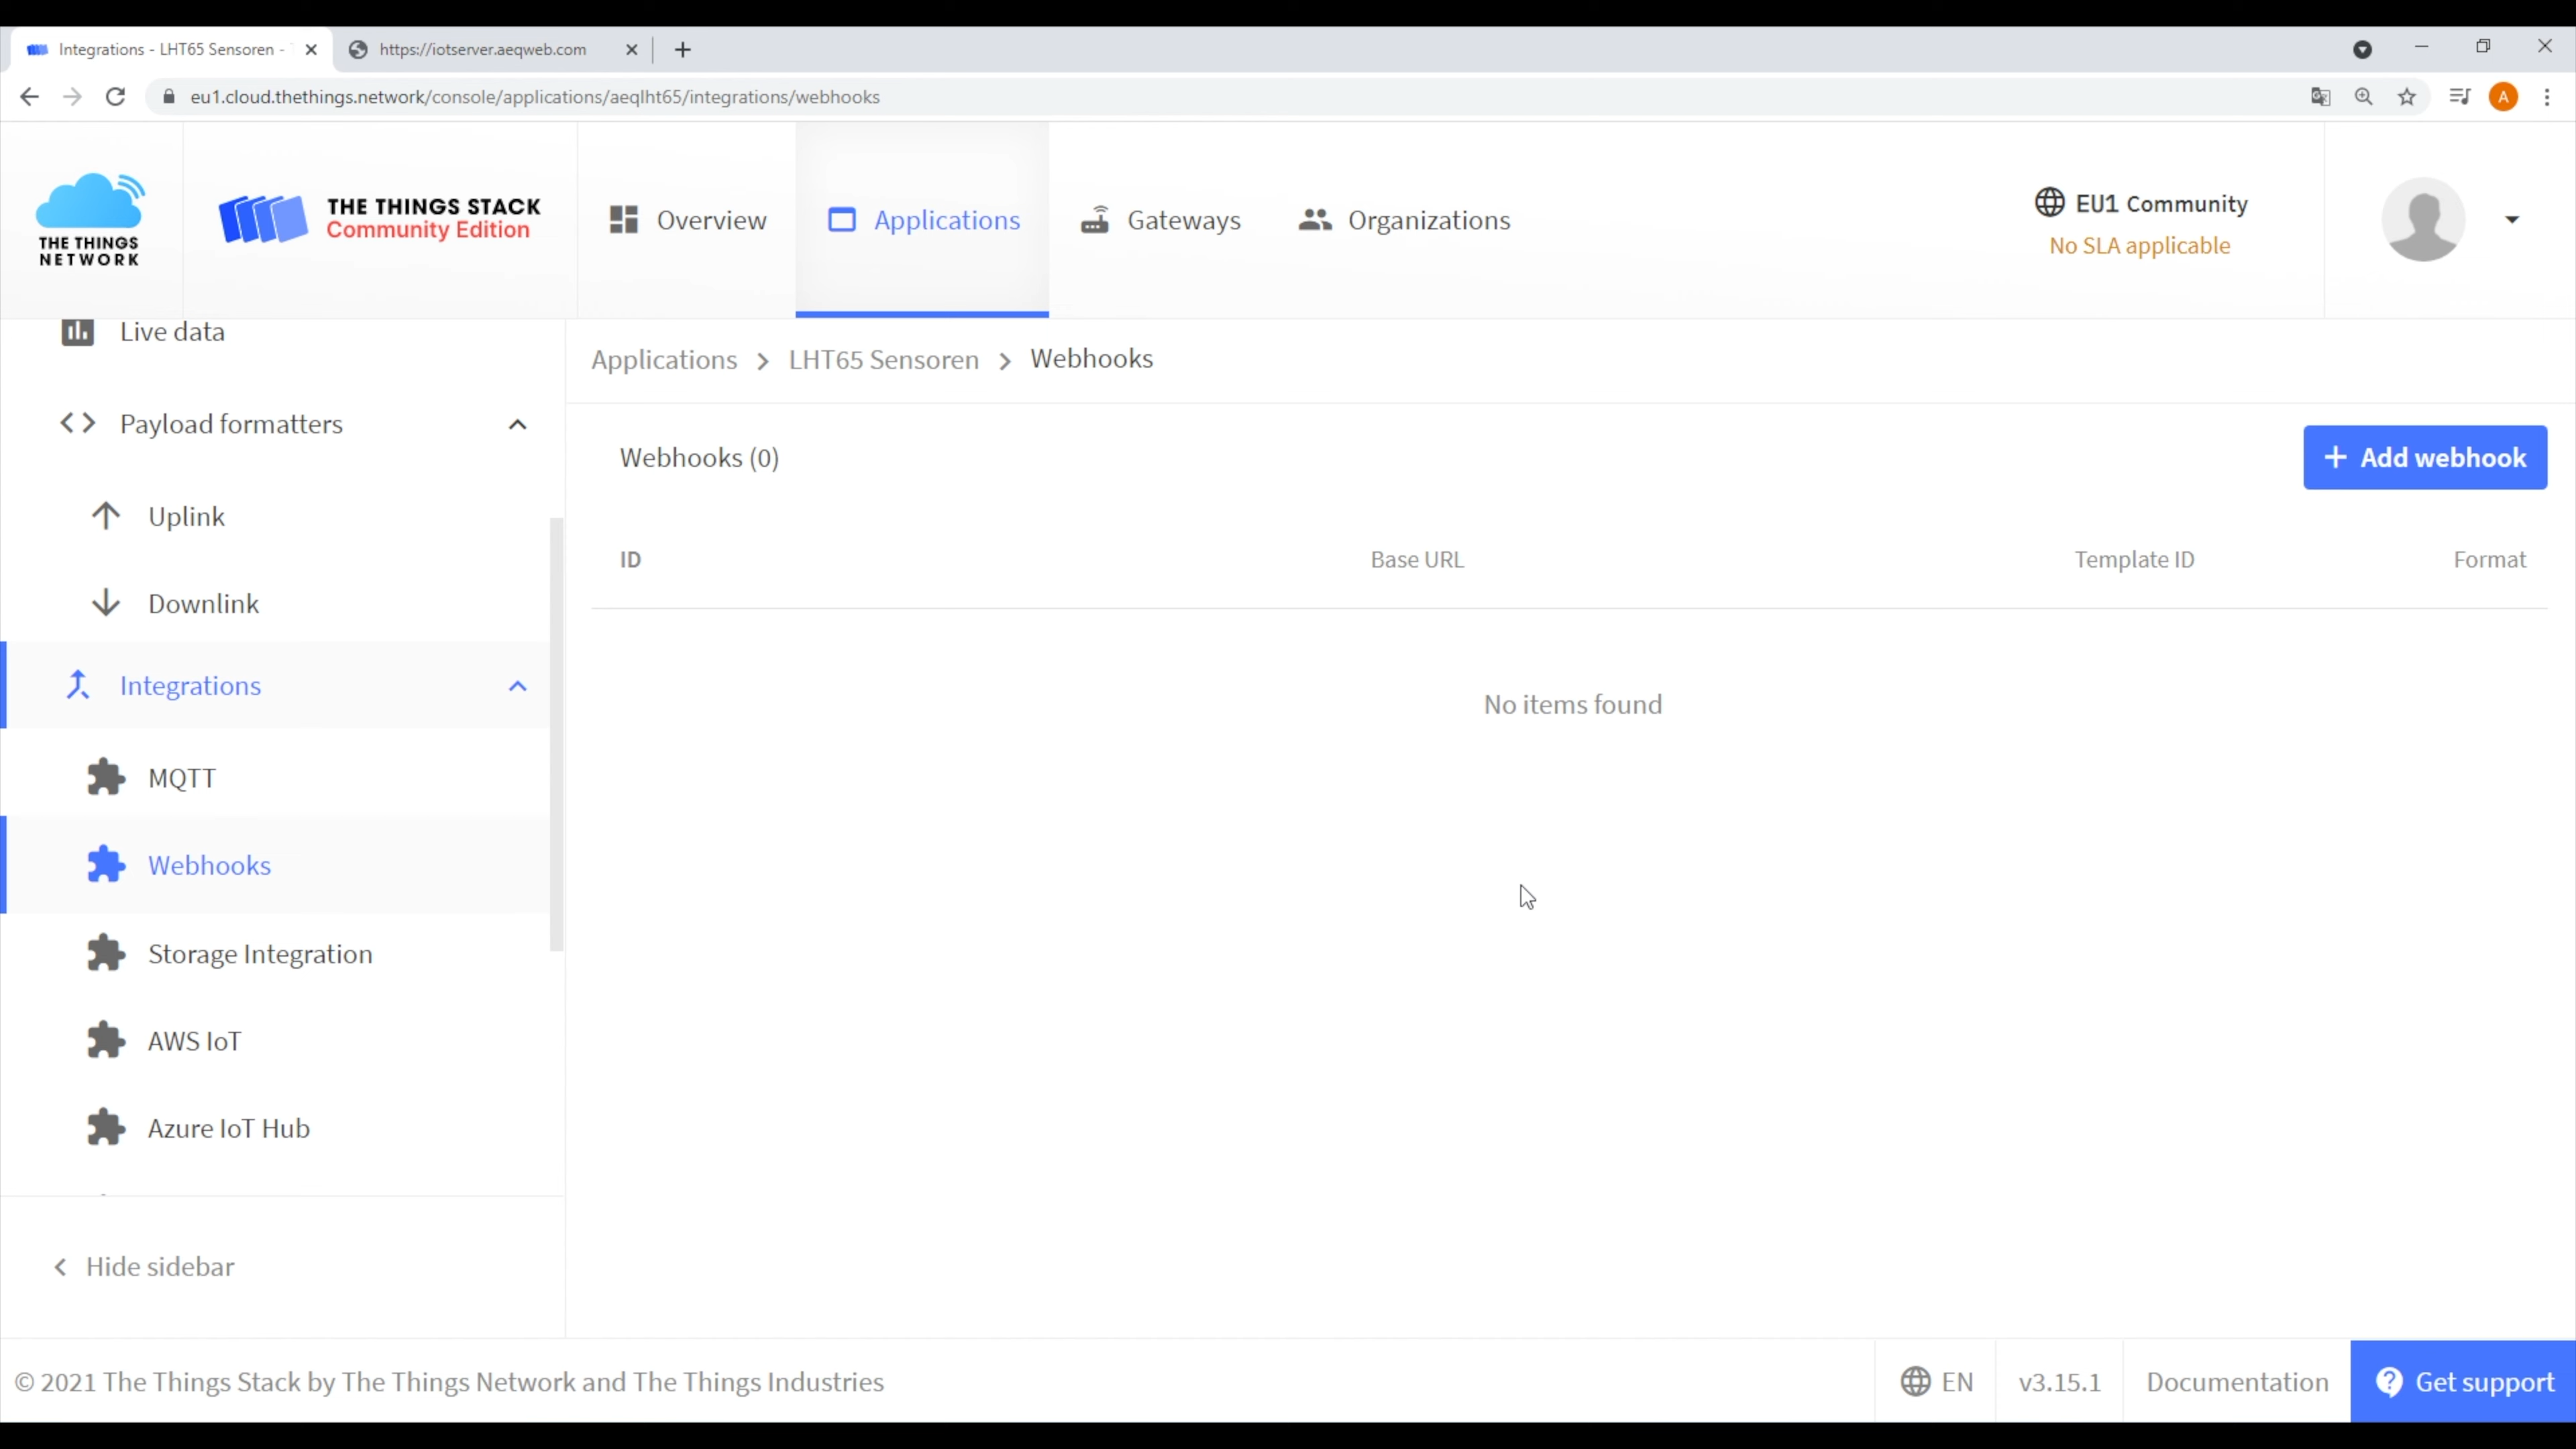 Integrations - LHT65 Sensoren -
https://iotserver.aeqweb.com
eu1.cloud.thethings.network/console/applications/aeqlht65/integrations/webhooks
A
THE THINGS
NETWORK
THE THINGS STACK
Community Edition
Overview
Applications
Gateways
Organizations
EU1 Community
No SLA applicable
Live data
Payload formatters
Uplink
Downlink
Integrations
MQTT
Webhooks
Storage Integration
AWS IoT
Azure IoT Hub
Hide sidebar
Applications > LHT65 Sensoren > Webhooks
Webhooks (0)
+ Add webhook
ID Base URL Template ID Format
No items found
© 2021 The Things Stack by The Things Network and The Things Industries
EN
v3.15.1
Documentation
Get support